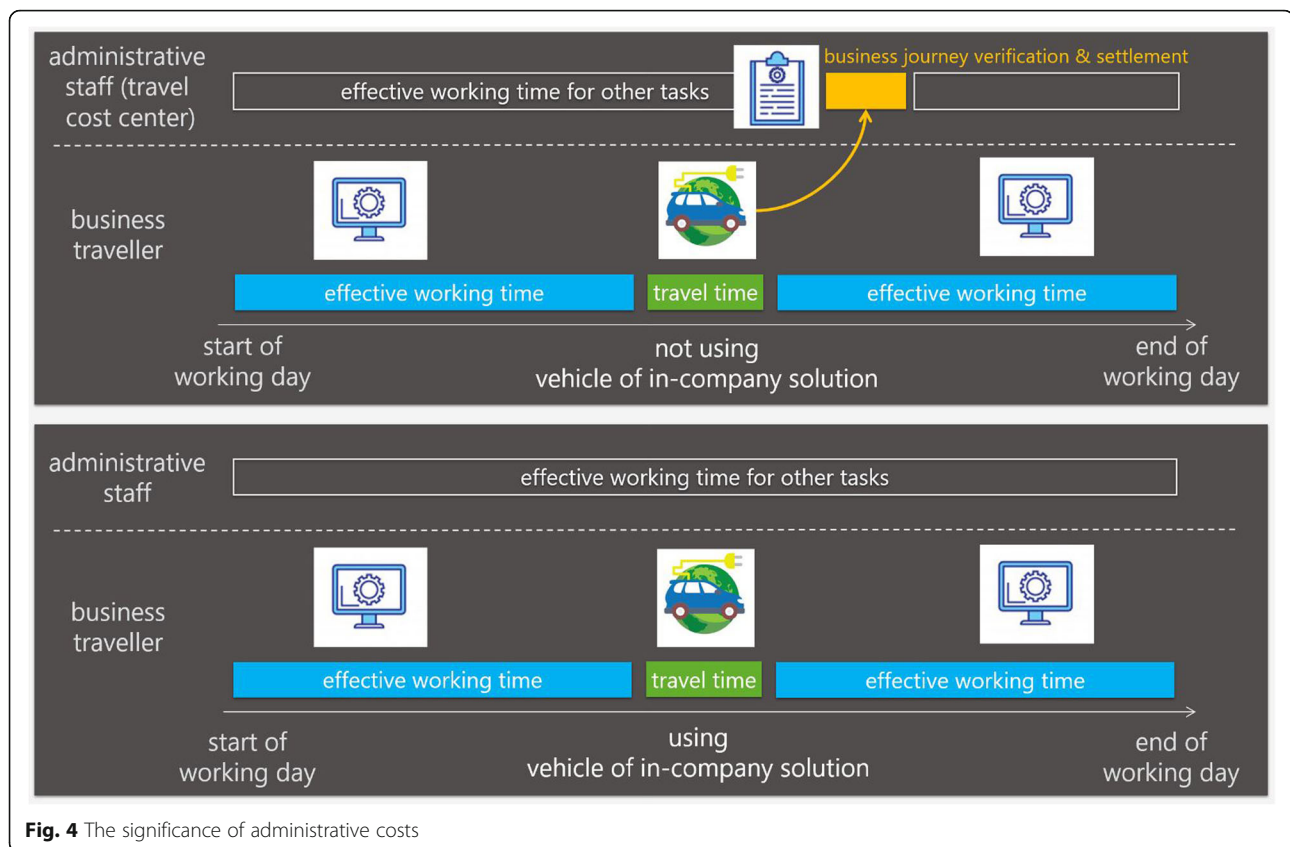 administrative
staff (travel
cost center)
effective working time for other tasks
business journey verification & settlement
business
traveller
effective working time
travel time
effective working time
start of
working day
not using
vehicle of in-company solution
end of
working day
administrative
staff
effective working time for other tasks
business
traveller
effective working time
travel time
effective working time
start of
working day
using
vehicle of in-company solution
end of
working day
Fig. 4 The significance of administrative costs